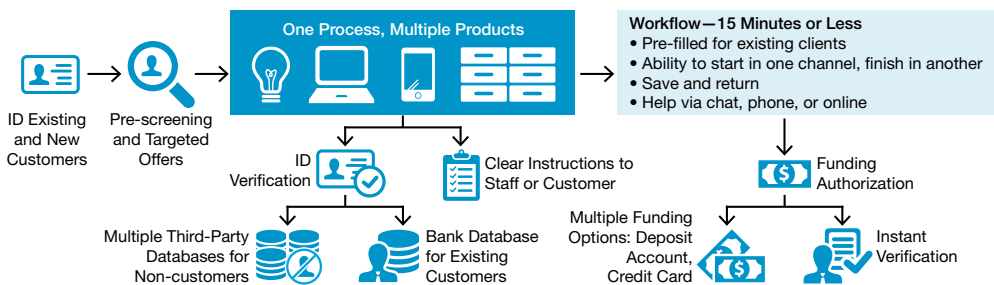 ID Existing
and New
Customers
Pre-screening
and Targeted
Offers
One Process, Multiple Products
Workflow—15 Minutes or Less
• Pre-filled for existing clients
• Ability to start in one channel, finish in another
• Save and return
• Help via chat, phone, or online
ID
Verification
Clear Instructions to
Staff or Customer
Funding
Authorization
Multiple Third-Party
Databases for
Non-customers
Bank Database
for Existing
Customers
Multiple Funding
Options: Deposit
Account,
Credit Card
Instant
Verification